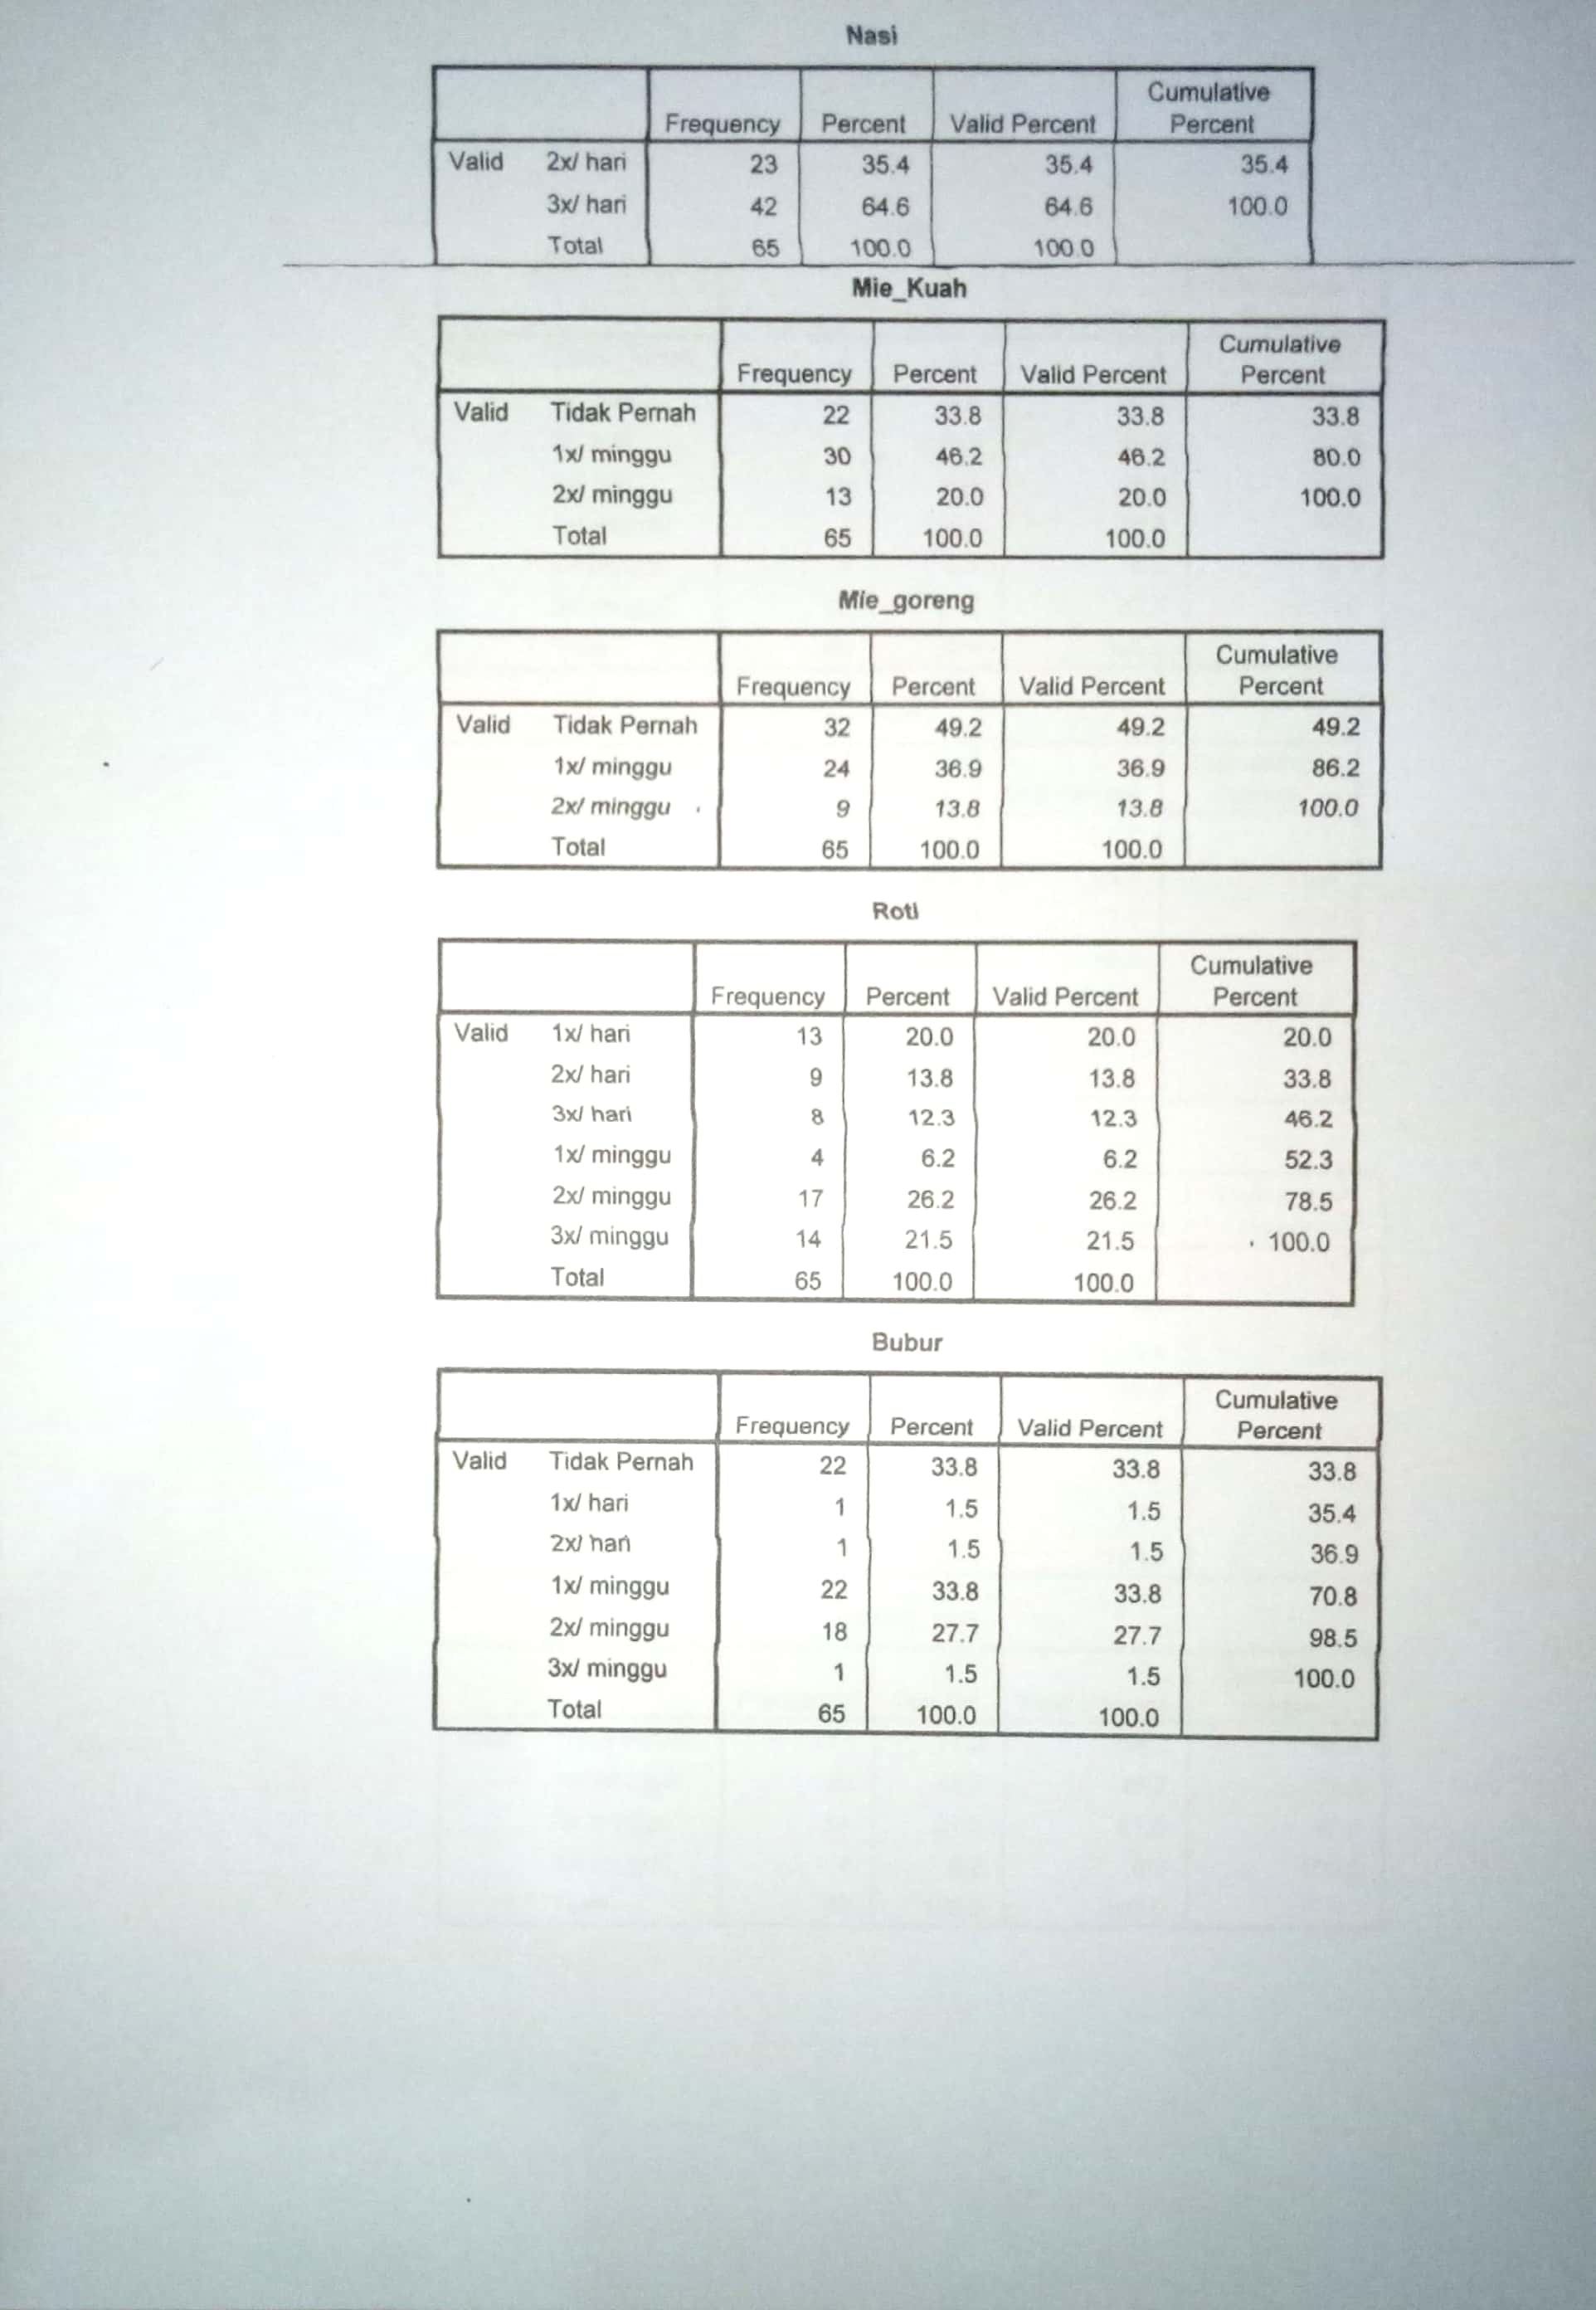 Nasi
Frequency Percent Valid Percent Cumulative Percent
Valid 2x/ hari 23 35.4 35.4 35.4
3x/ hari 42 64.6 64.6 100.0
Total 65 100.0 100.0
Mie_Kuah
Frequency Percent Valid Percent Cumulative Percent
Valid Tidak Pernah 22 33.8 33.8 33.8
1x/ minggu 30 46.2 46.2 80.0
2x/ minggu 13 20.0 20.0 100.0
Total 65 100.0 100.0
Mie_goreng
Frequency Percent Valid Percent Cumulative Percent
Valid Tidak Pernah 32 49.2 49.2 49.2
1x/ minggu 24 36.9 36.9 86.2
2x/ minggu 9 13.8 13.8 100.0
Total 65 100.0 100.0
Roti
Frequency Percent Valid Percent Cumulative Percent
Valid 1x/ hari 13 20.0 20.0 20.0
2x/ hari 9 13.8 13.8 33.8
3x/ hari 8 12.3 12.3 46.2
1x/ minggu 4 6.2 6.2 52.3
2x/ minggu 17 26.2 26.2 78.5
3x/ minggu 14 21.5 21.5 100.0
Total 65 100.0 100.0
Bubur
Frequency Percent Valid Percent Cumulative Percent
Valid Tidak Pernah 22 33.8 33.8 33.8
1x/ hari 1 1.5 1.5 35.4
2x/ hari 1 1.5 1.5 36.9
1x/ minggu 22 33.8 33.8 70.8
2x/ minggu 18 27.7 27.7 98.5
3x/ minggu 1 1.5 1.5 100.0
Total 65 100.0 100.0